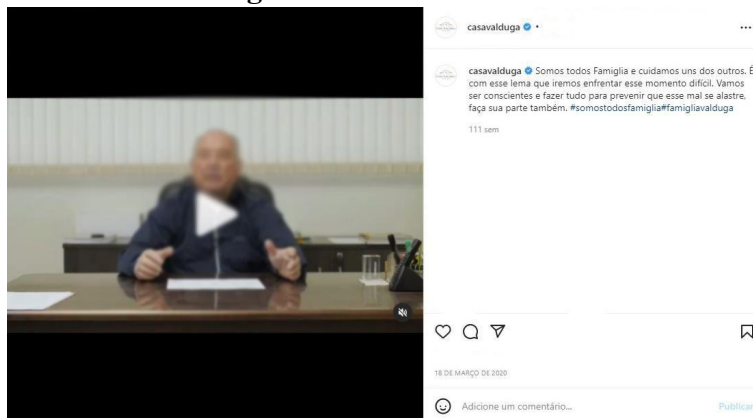 casavalduga •
casavalduga Somos todos Famiglia e cuidamos uns dos outros. É
com esse lema que iremos enfrentar esse momento difícil. Vamos
ser conscientes e fazer tudo para prevenir que esse mal se alastre,
faça sua parte também. #somostodosfamiglia#famigliavalduga
111 sem
18 DE MARÇO DE 2020
Adicione um comentário...
Publicar